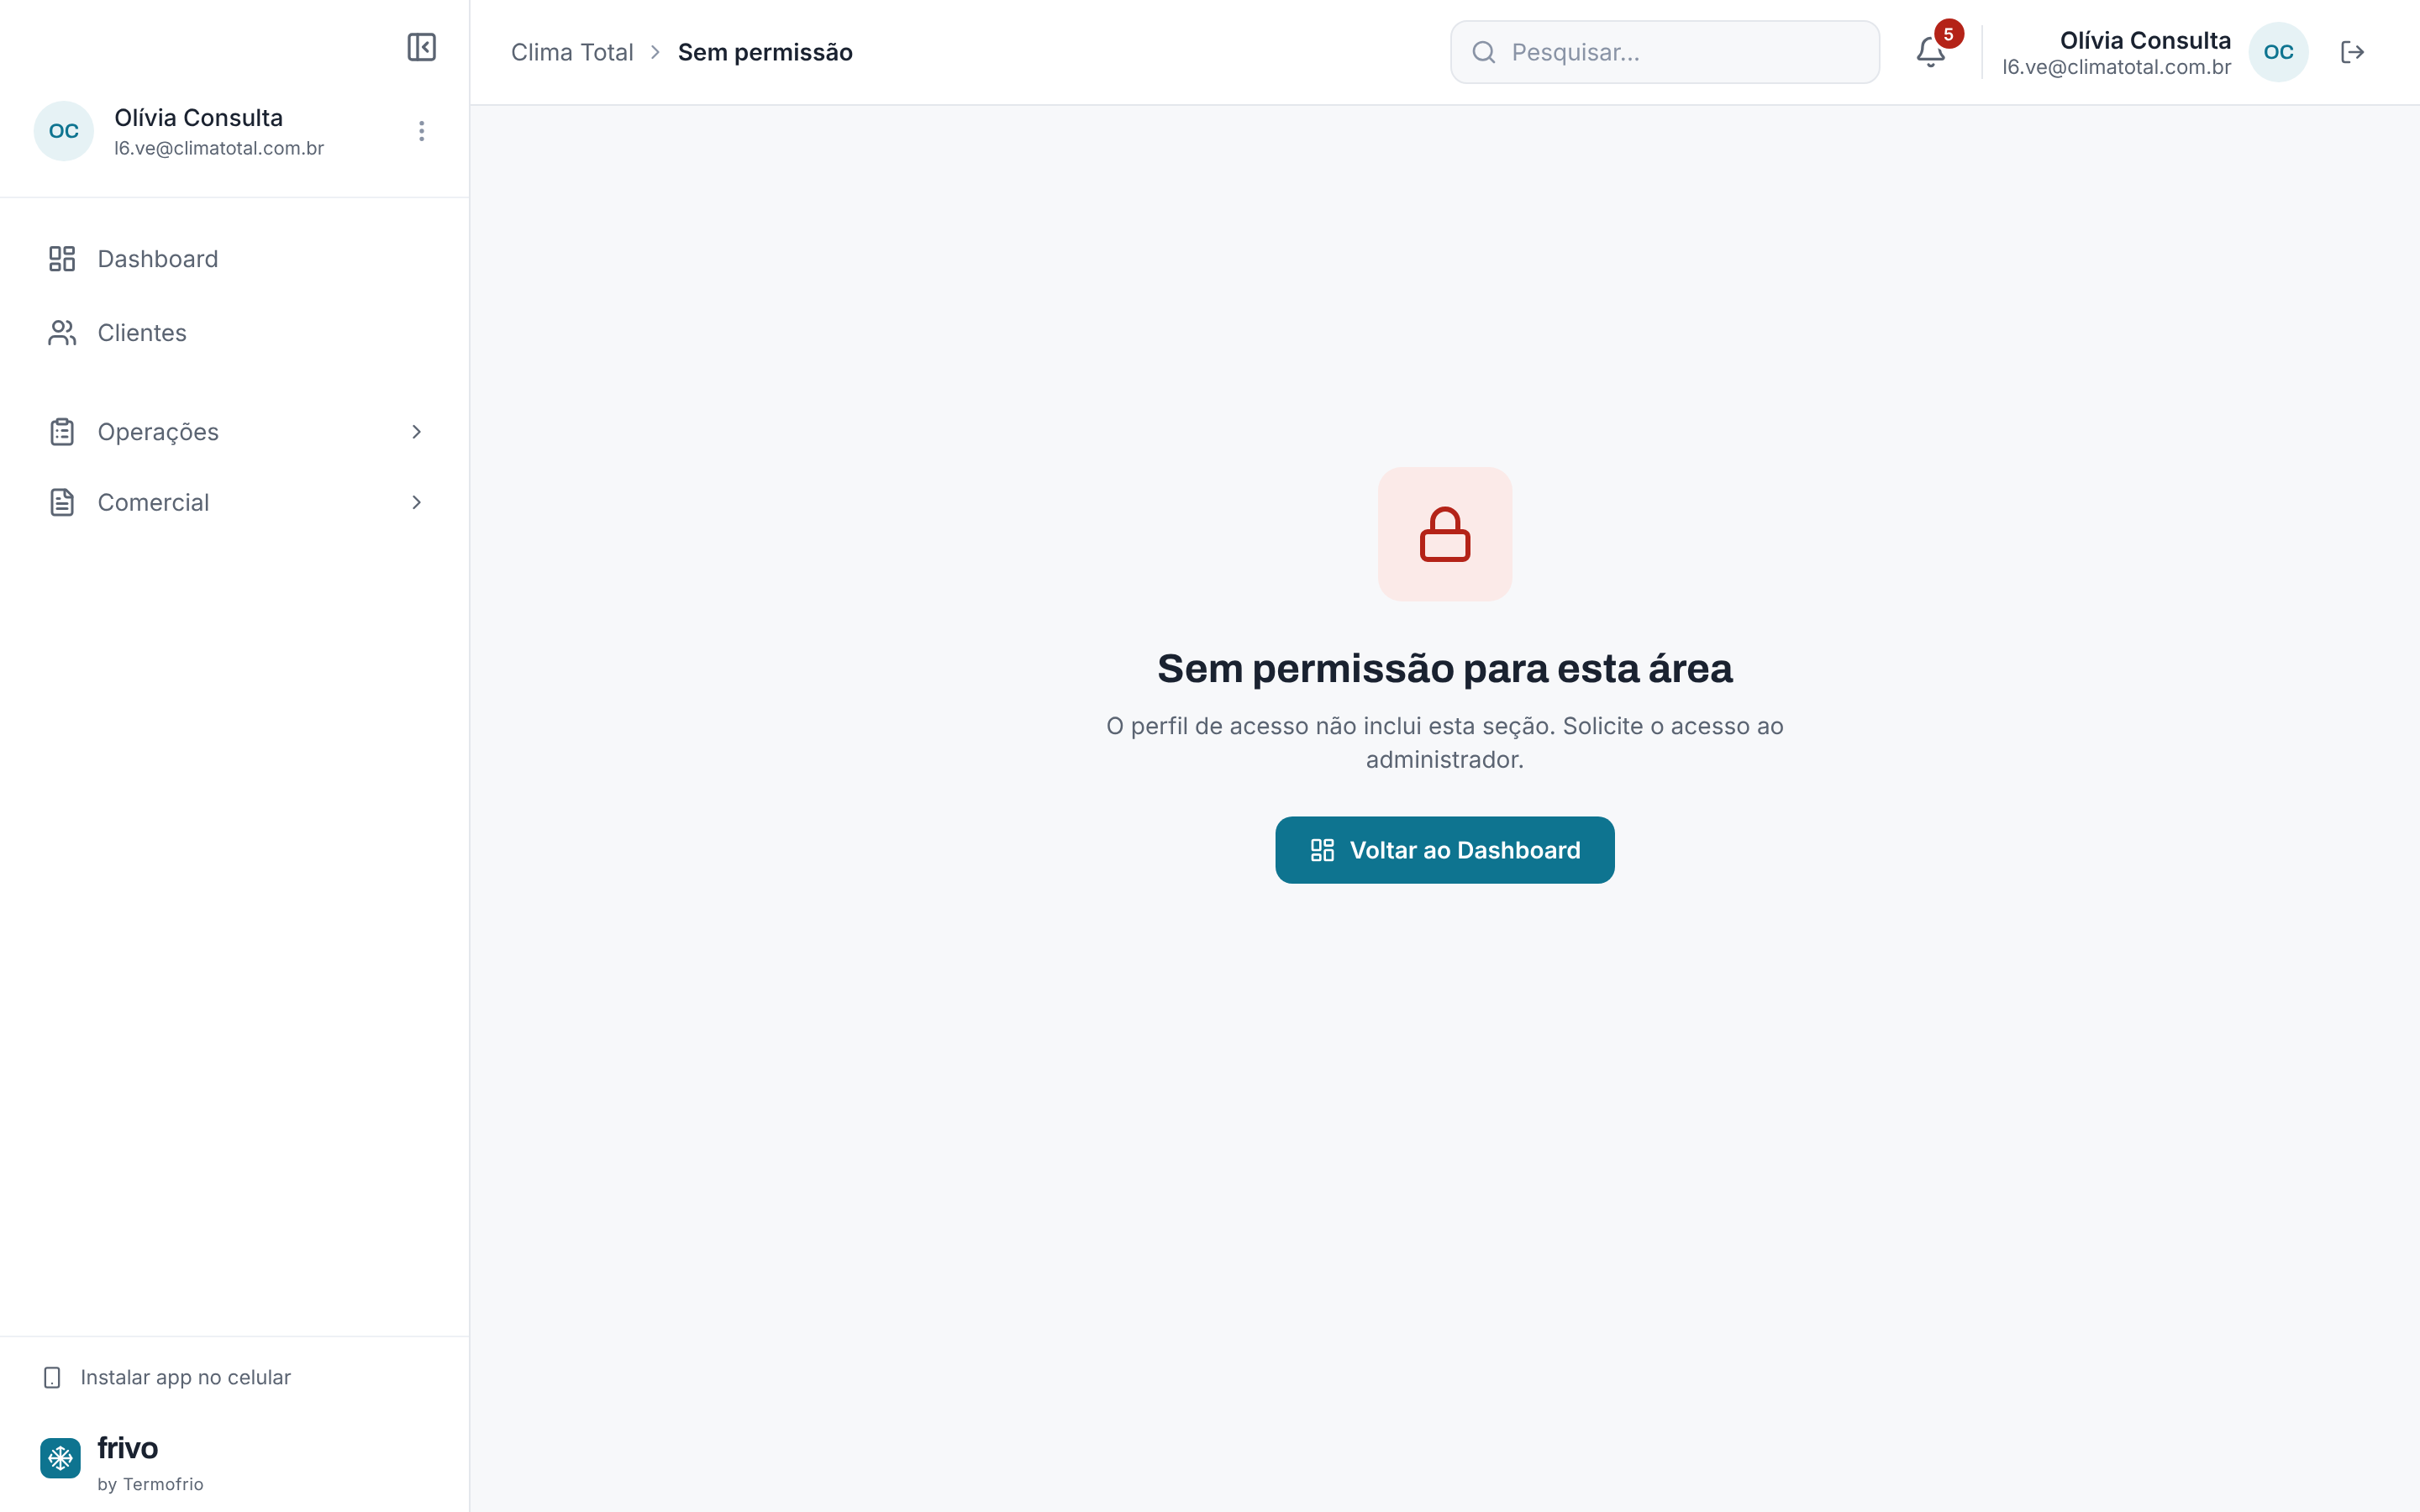 Clima Total
Sem permissão
Pesquisar...
5
Olívia Consulta
l6.ve@climatotal.com.br
OC
OC
Olívia Consulta
l6.ve@climatotal.com.br
Dashboard
Clientes
Operações
Comercial
Sem permissão para esta área
O perfil de acesso não inclui esta seção. Solicite o acesso ao
administrador.
Voltar ao Dashboard
Instalar app no celular
frivo
by Termofrio